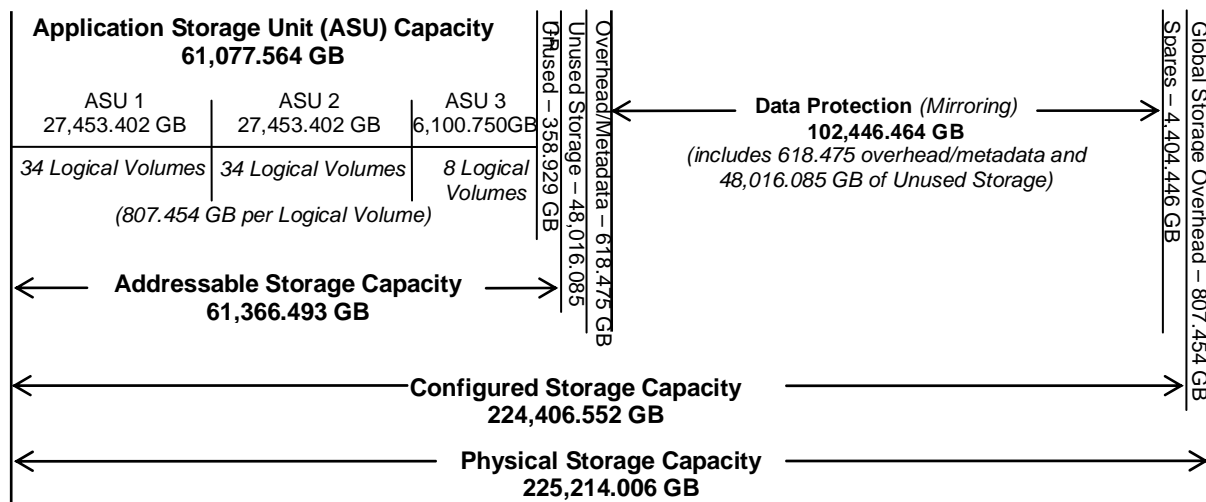 Application Storage Unit (ASU) Capacity
61,077.564 GB
ASU 1
27,453.402 GB
ASU 2
27,453.402 GB
ASU 3
6,100.750GB
34 Logical Volumes
34 Logical Volumes
8 Logical
Volumes
(807.454 GB per Logical Volume)
Unused – 358.929 GB
Unused Storage – 48,016.085
Overhead/Metadata – 618.475 GB
Data Protection (Mirroring)
102,446.464 GB
(includes 618.475 overhead/metadata and
48,016.085 GB of Unused Storage)
Spares – 4,404.446 GB
Global Storage Overhead – 807.454 GB
Addressable Storage Capacity
61,366.493 GB
Configured Storage Capacity
224,406.552 GB
Physical Storage Capacity
225,214.006 GB